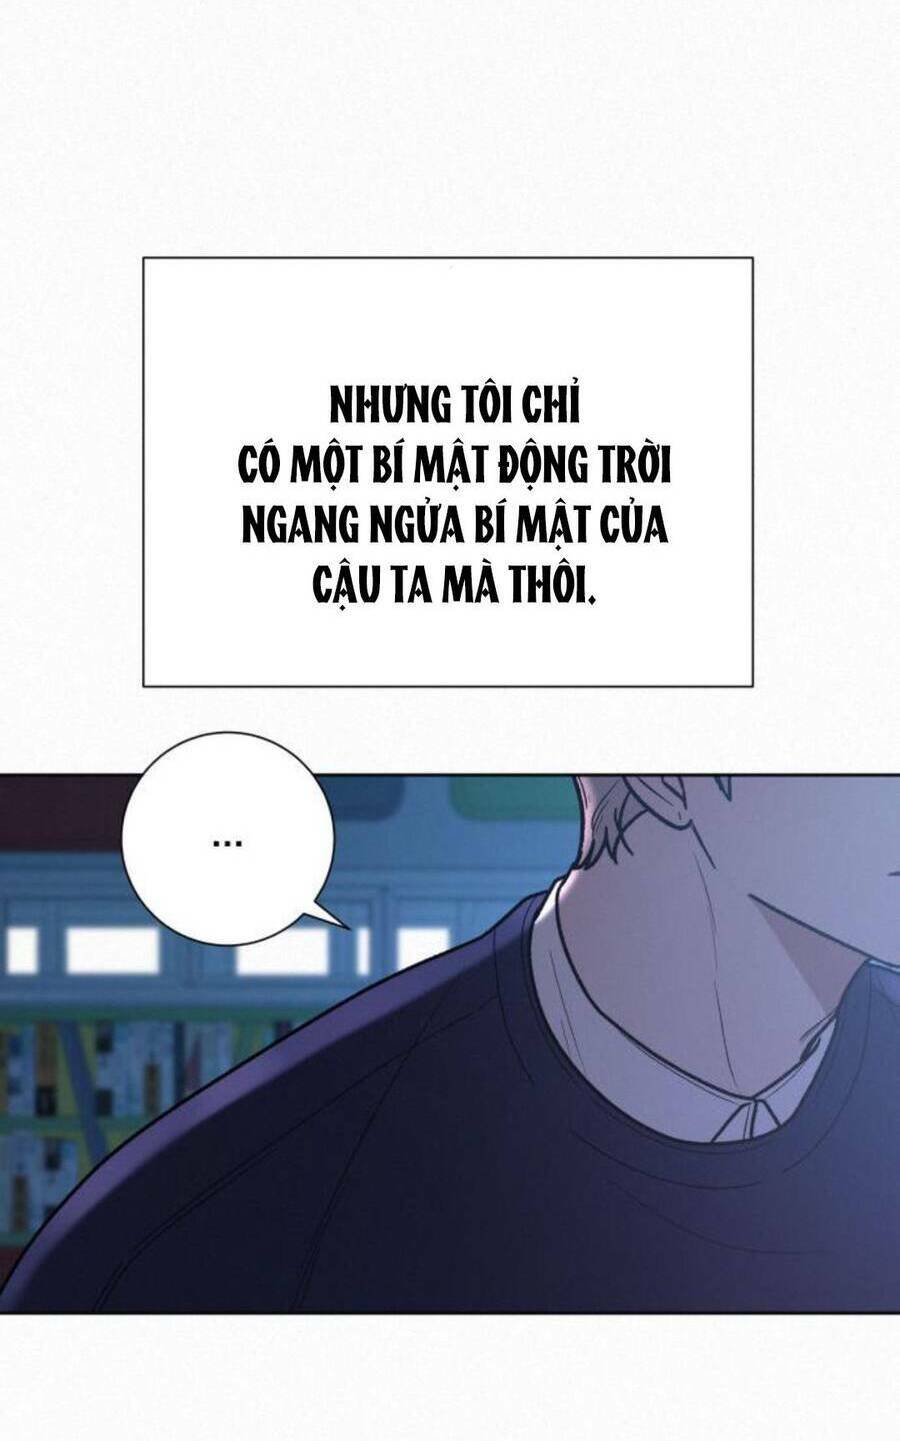 NHƯNG TÔI CHỈ
CÓ MỘT BÍ MẬT ĐỘNG TRỜI
NGANG NGỬA BÍ MẬT CỦA
CẬU TA MÀ THÔI.
...